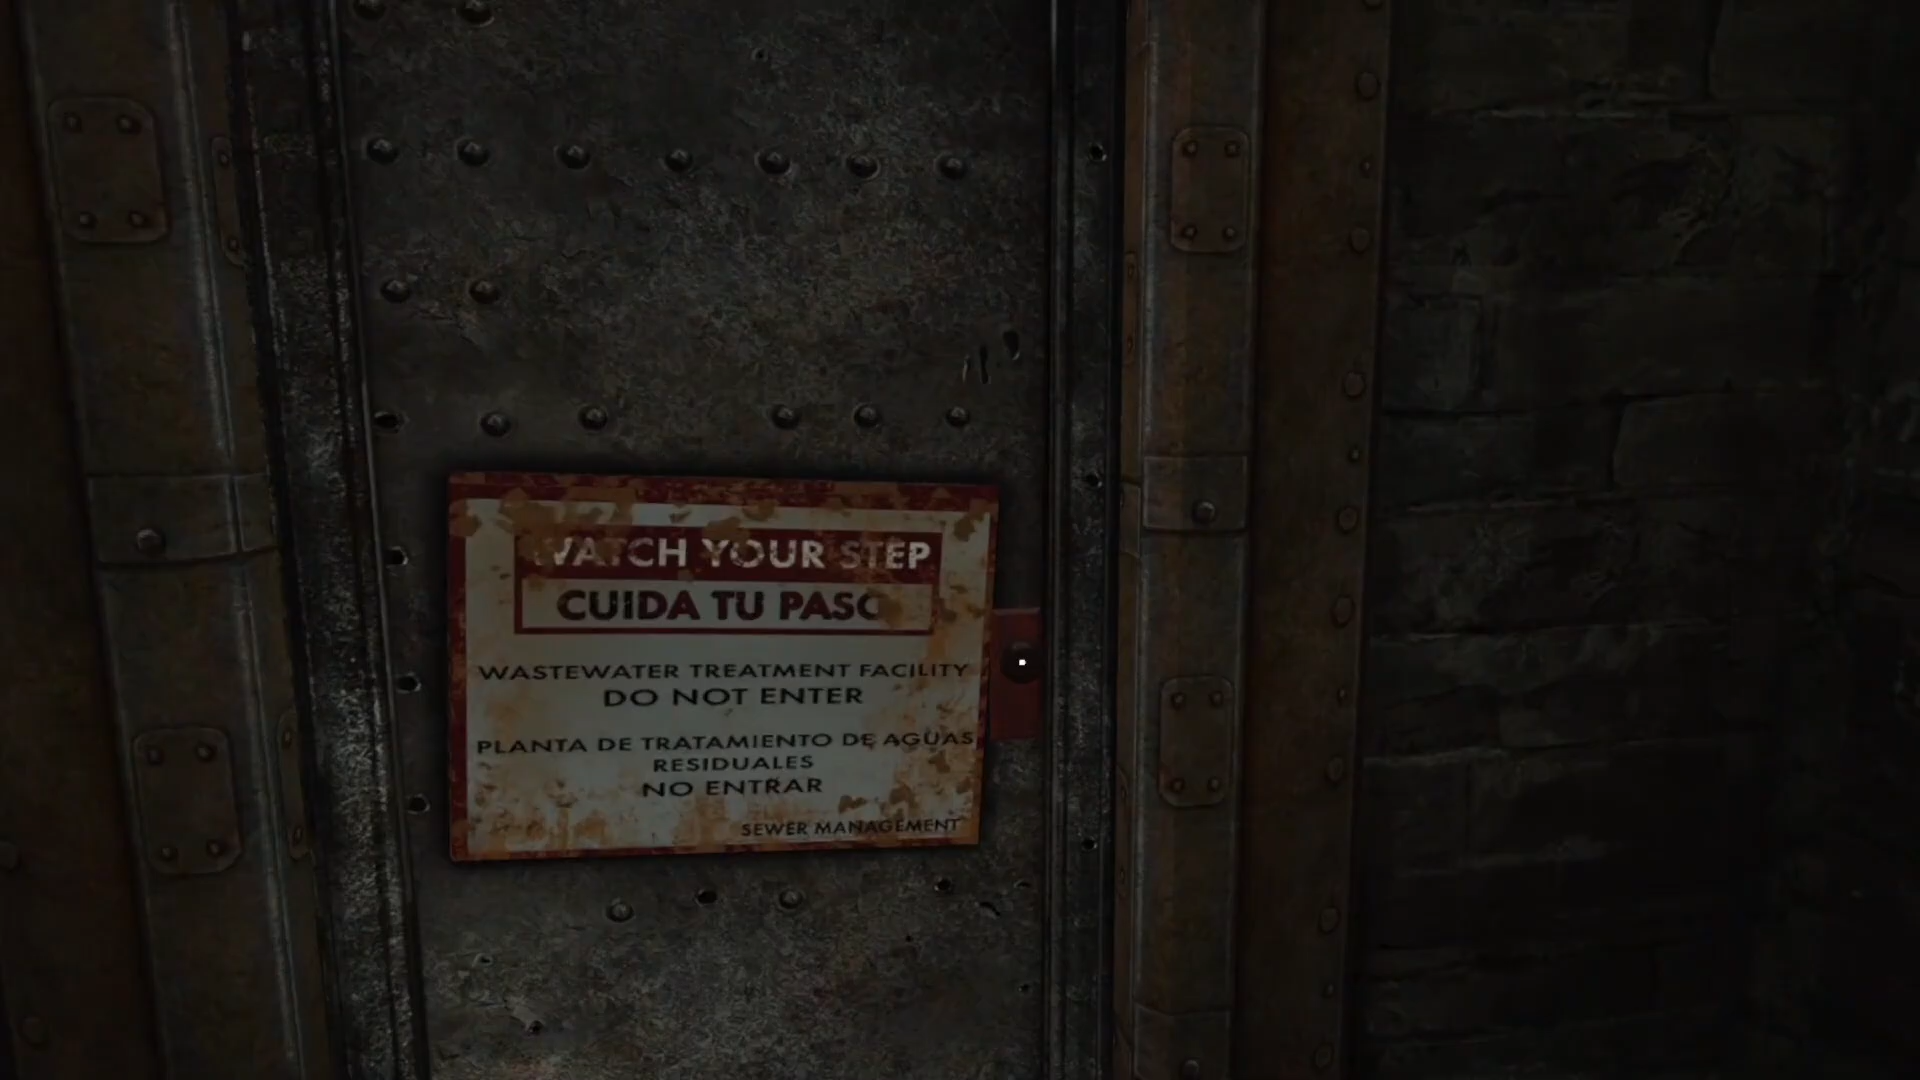 WATCH YOUR STEP
CUIDA TU PASO
WASTEWATER TREATMENT FACILITY
DO NOT ENTER
PLANTA DE TRATAMIENTO DE AGUAS
RESIDUALES
NO ENTRAR
SEWER MANAGEMENT